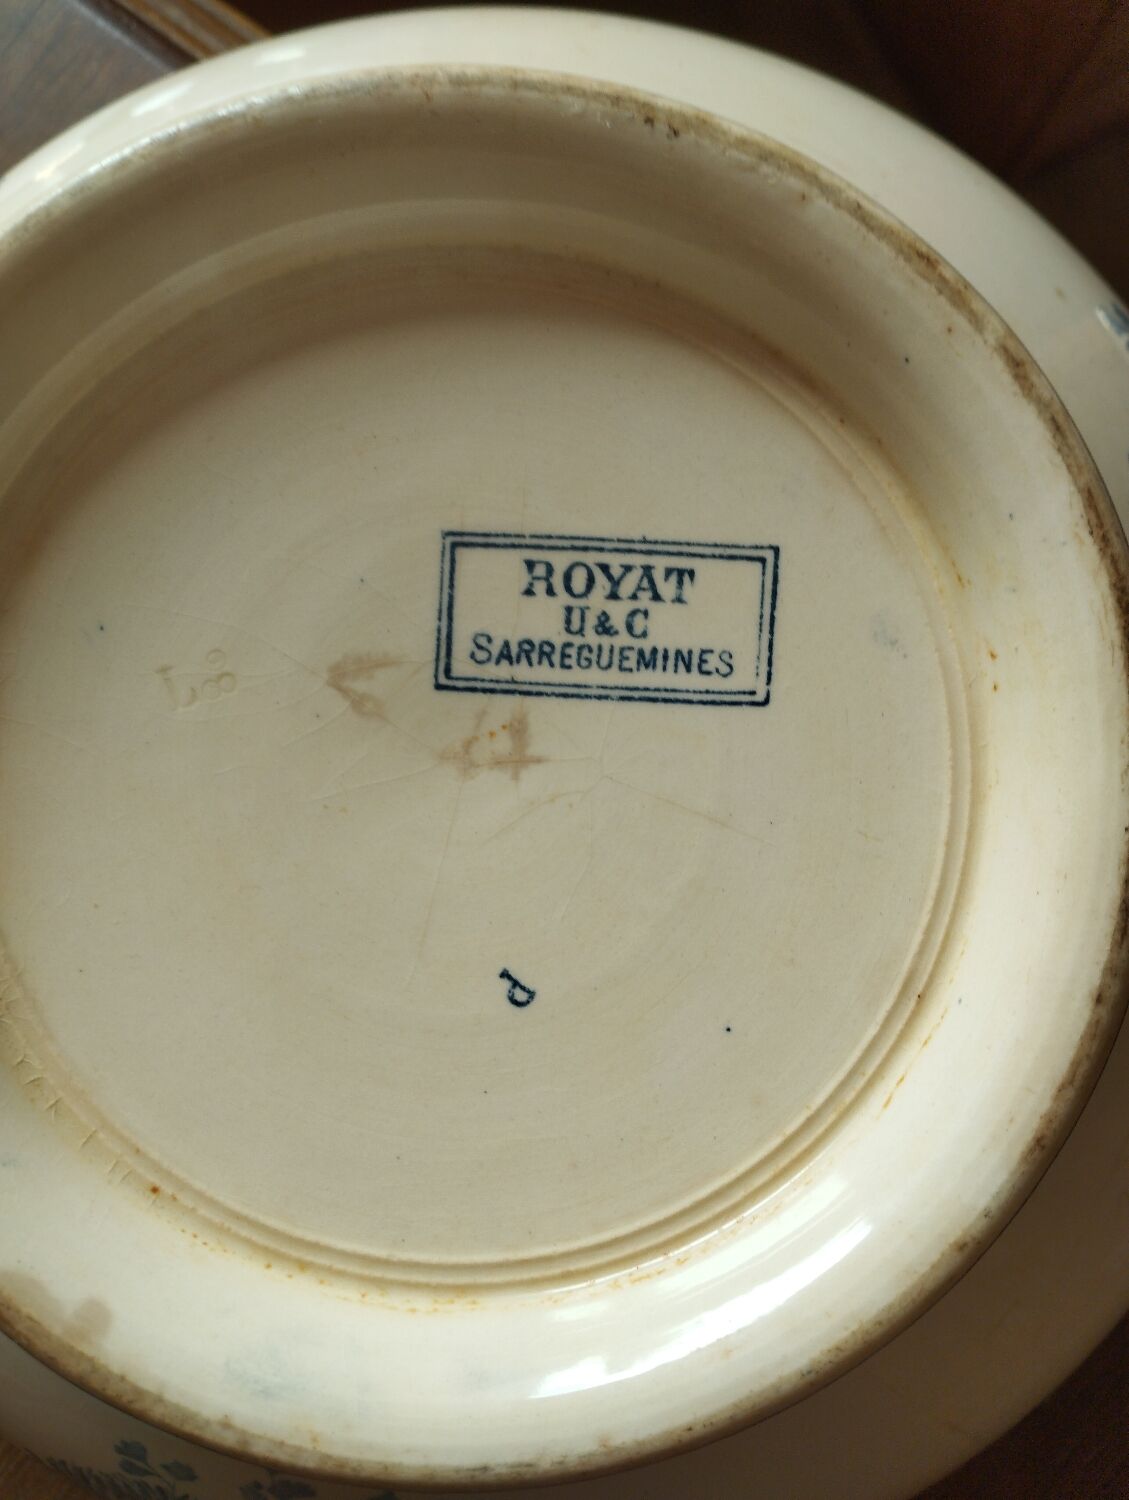 ROYAT
U & C
SARREGUEMINES
P